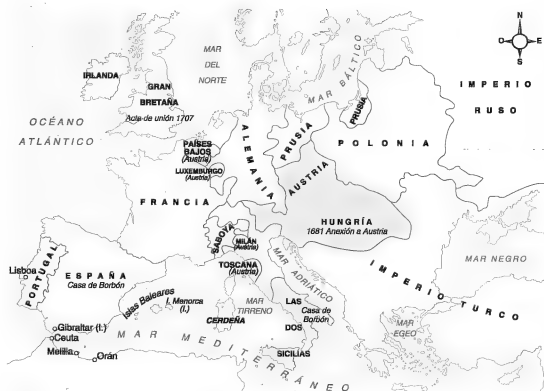 N
O E
S
MAR
DEL
NORTE
MAR BÁLTICO
IRLANDA
GRAN
BRETAÑA
Acta de unión 1707
IMPERIO
RUSO
OCÉANO
ATLÁNTICO
PRUSIA
PAÍSES
BAJOS
(Austria)
LUXEMBURGO
(Austria)
ALEMANIA
PRUSIA
POLONIA
AUSTRIA
FRANCIA
HUNGRÍA
1681 Anexión a Austria
SABOYA
MILÁN
(Austria)
TOSCANA
(Austria)
MAR ADRIÁTICO
MAR NEGRO
IMPERIO TURCO
PORTUGAL
Lisboa
ESPAÑA
Casa de Borbón
Islas Baleares
I. Menorca
(I.)
CERDEÑA
MAR
TIRRENO
LAS
DOS
SICILIAS
Casa de
Borbón
MAR
EGEO
Gibraltar (I.)
Ceuta
Melilla
Orán
MAR MEDITERRÁNEO